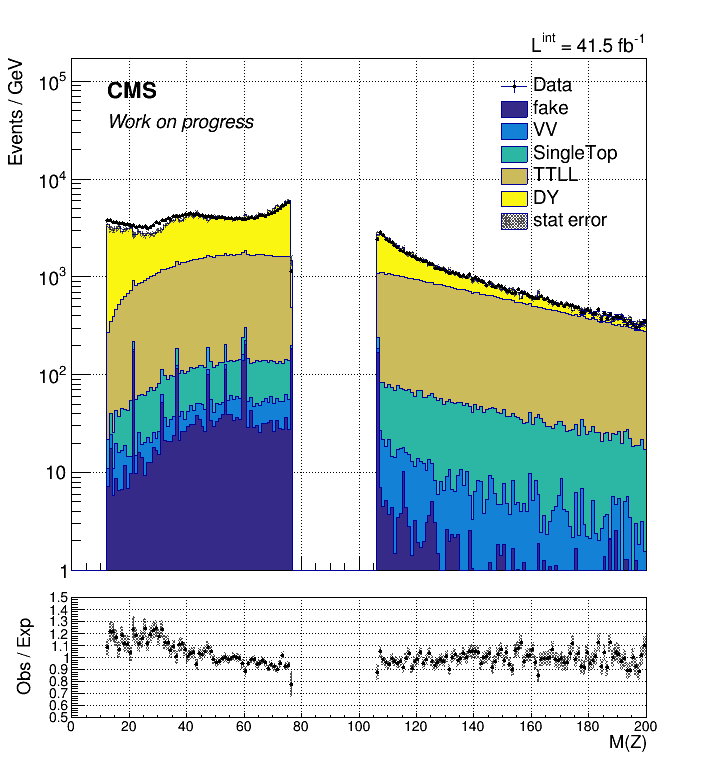 L^int = 41.5 fb^-1
Events / GeV
10^5
10^4
10^3
10^2
10
1
CMS
Work on progress
Data
fake
VV
SingleTop
TTLL
DY
stat error
Obs / Exp
1.5
1.4
1.3
1.2
1.1
1
0.9
0.8
0.7
0.6
0.5
0 20 40 60 80 100 120 140 160 180 200
M(Z)